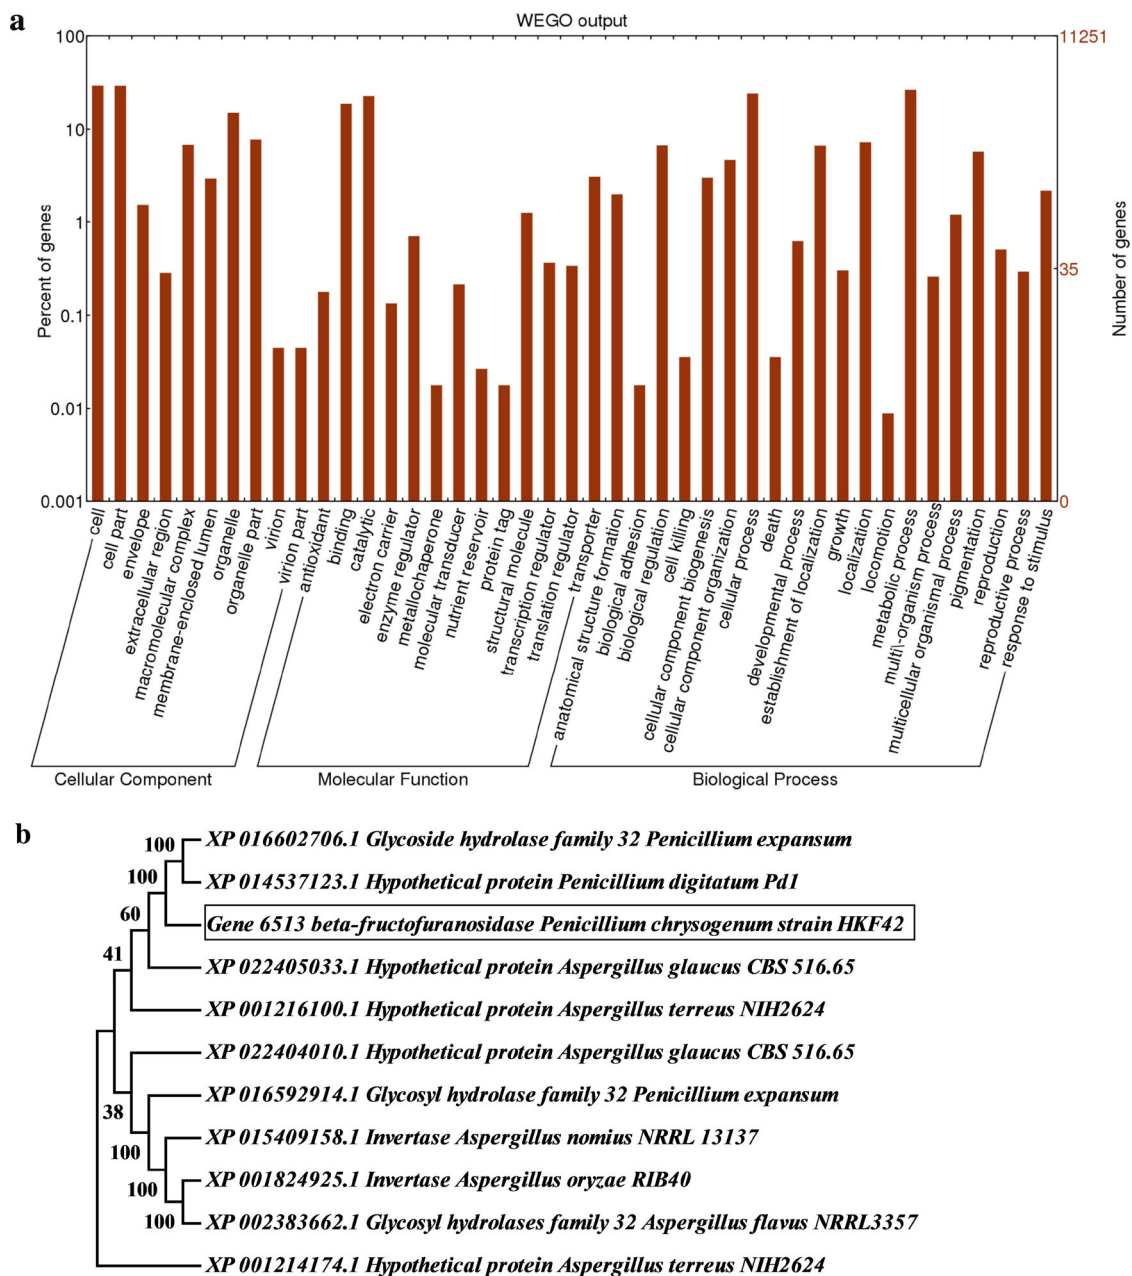 a
WEGO output
100
10
1
0.1
0.01
0.001
Percent of genes
11251
35
0
Number of genes
cell
cell part
envelope
extracellular region
macromolecular complex
membrane-enclosed lumen
organelle
organelle part
virion
virion part
antioxidant
binding
catalytic
electron carrier
enzyme regulator
metallochaperone
molecular transducer
nutrient reservoir
protein tag
structural molecule
transcription regulator
translation regulator
transporter
anatomical structure formation
biological adhesion
biological regulation
cell killing
cellular component biogenesis
cellular component organization
cellular process
death
developmental process
establishment of localization
growth
localization
locomotion
metabolic process
multi\-organism process
multicellular organismal process
pigmentation
reproduction
reproductive process
response to stimulus
Cellular Component
Molecular Function
Biological Process
b
100
XP 016602706.1 Glycoside hydrolase family 32 Penicillium expansum
100
XP 014537123.1 Hypothetical protein Penicillium digitatum Pd1
60
Gene 6513 beta-fructofuranosidase Penicillium chrysogenum strain HKF42
41
XP 022405033.1 Hypothetical protein Aspergillus glaucus CBS 516.65
XP 001216100.1 Hypothetical protein Aspergillus terreus NIH2624
XP 022404010.1 Hypothetical protein Aspergillus glaucus CBS 516.65
38
XP 016592914.1 Glycosyl hydrolase family 32 Penicillium expansum
100
XP 015409158.1 Invertase Aspergillus nomius NRRL 13137
100
XP 001824925.1 Invertase Aspergillus oryzae RIB40
100
XP 002383662.1 Glycosyl hydrolases family 32 Aspergillus flavus NRRL3357
XP 001214174.1 Hypothetical protein Aspergillus terreus NIH2624